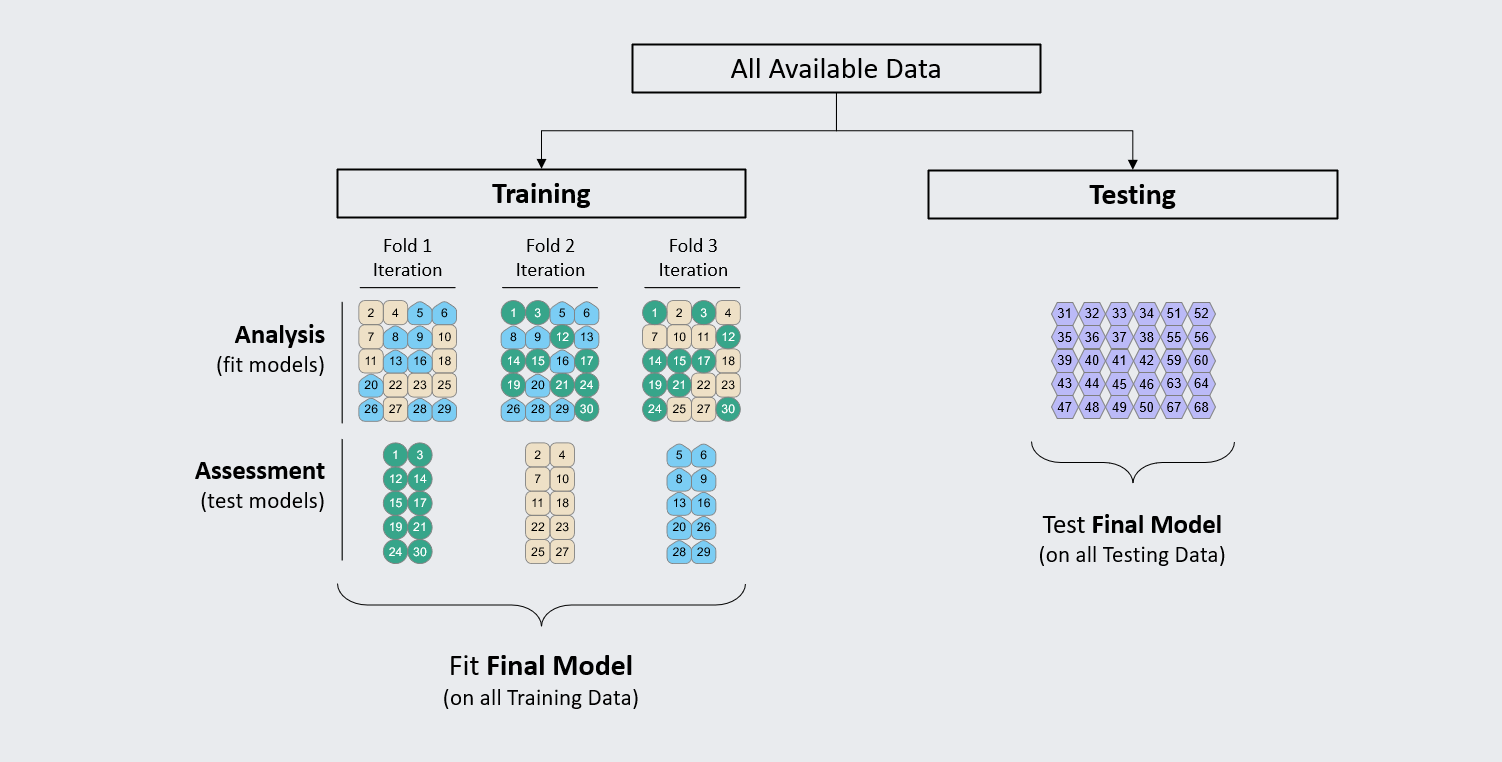 All Available Data
Training
Testing
Fold 1
Iteration
Fold 2
Iteration
Fold 3
Iteration
Analysis
(fit models)
2 4 5 6
7 8 9 10
11 13 16 18
20 22 23 25
26 27 28 29
1 3 5 6
8 9 12 13
14 15 16 17
19 20 21 24
26 28 29 30
1 2 3 4
7 10 11 12
14 15 17 18
19 21 22 23
24 25 27 30
31 32 33 34 51 52
35 36 37 38 55 56
39 40 41 42 59 60
43 44 45 46 63 64
47 48 49 50 67 68
Assessment
(test models)
1 3
12 14
15 17
19 21
24 30
2 4
7 10
11 18
22 23
25 27
5 6
8 9
13 16
20 26
28 29
Test Final Model
(on all Testing Data)
Fit Final Model
(on all Training Data)